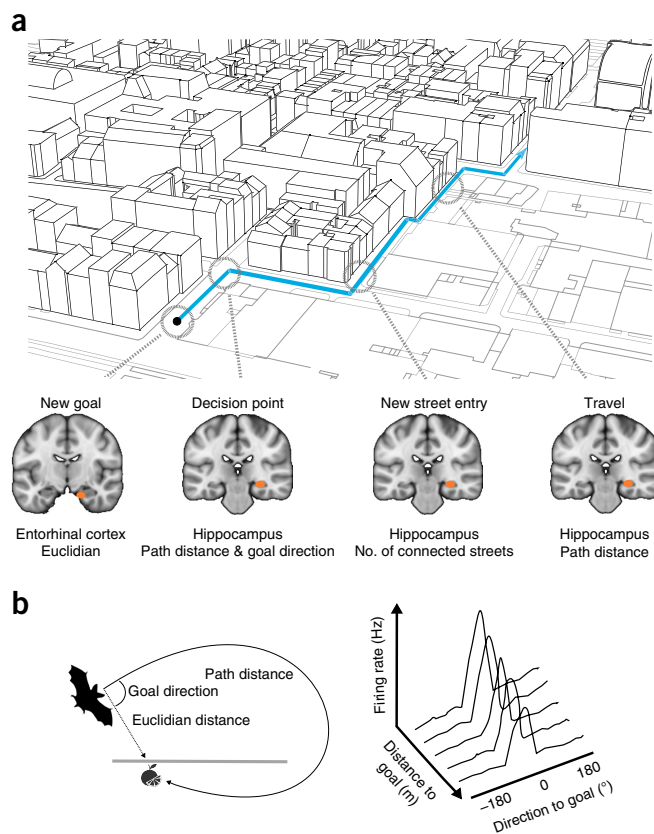 a
New goal
Decision point
New street entry
Travel
Entorhinal cortex
Euclidian
Hippocampus
Path distance & goal direction
Hippocampus
No. of connected streets
Hippocampus
Path distance
b
Path distance
Goal direction
Euclidian distance
Firing rate (Hz)
Distance to
goal (m)
–180
0
180
Direction to goal (°)